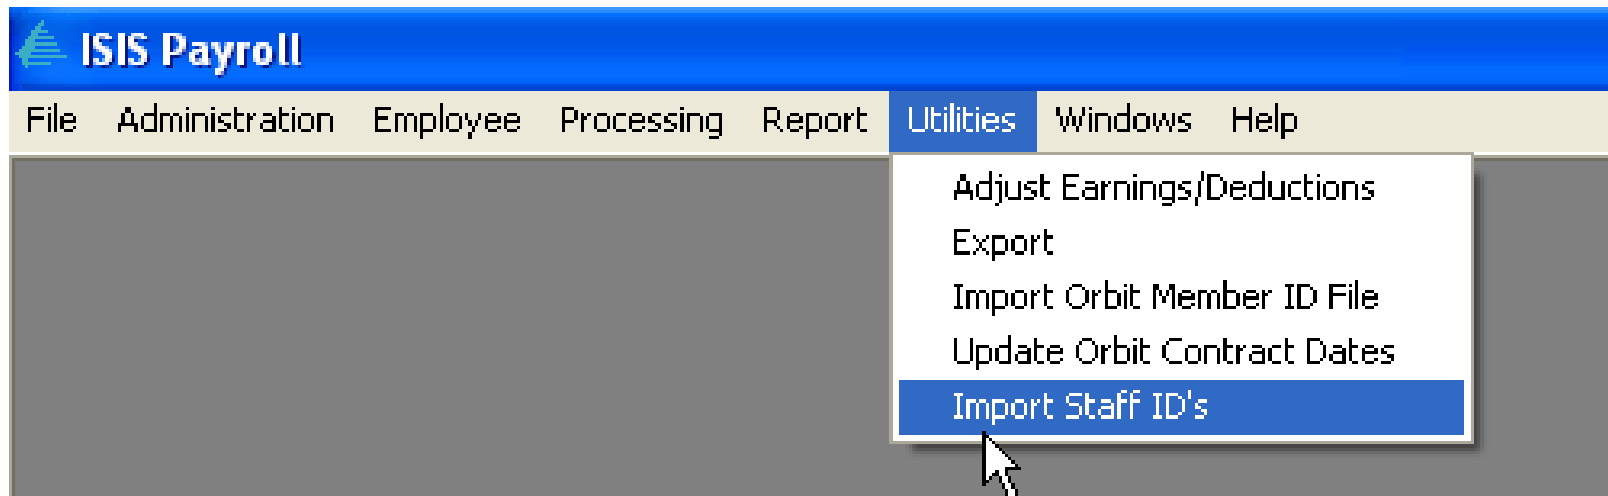 ISIS Payroll
File Administration Employee Processing Report Utilities Windows Help
Adjust Earnings/Deductions
Export
Import Orbit Member ID File
Update Orbit Contract Dates
Import Staff ID's